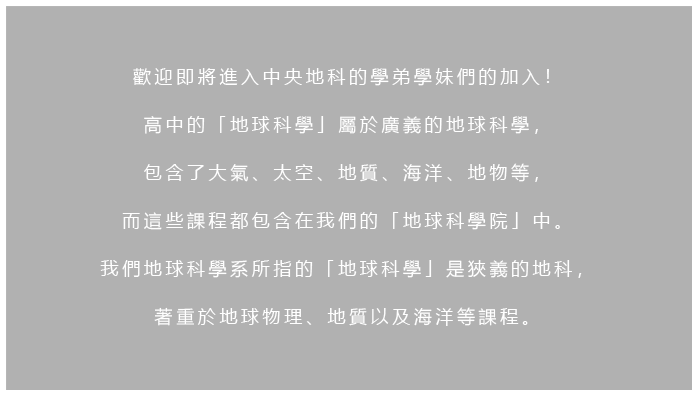 歡迎即將進入中央地科的學弟學妹們的加入！
高中的「地球科學」屬於廣義的地球科學，
包含了大氣、太空、地質、海洋、地物等，
而這些課程都包含在我們的「地球科學院」中。
我們地球科學系所指的「地球科學」是狹義的地科，
著重於地球物理、地質以及海洋等課程。